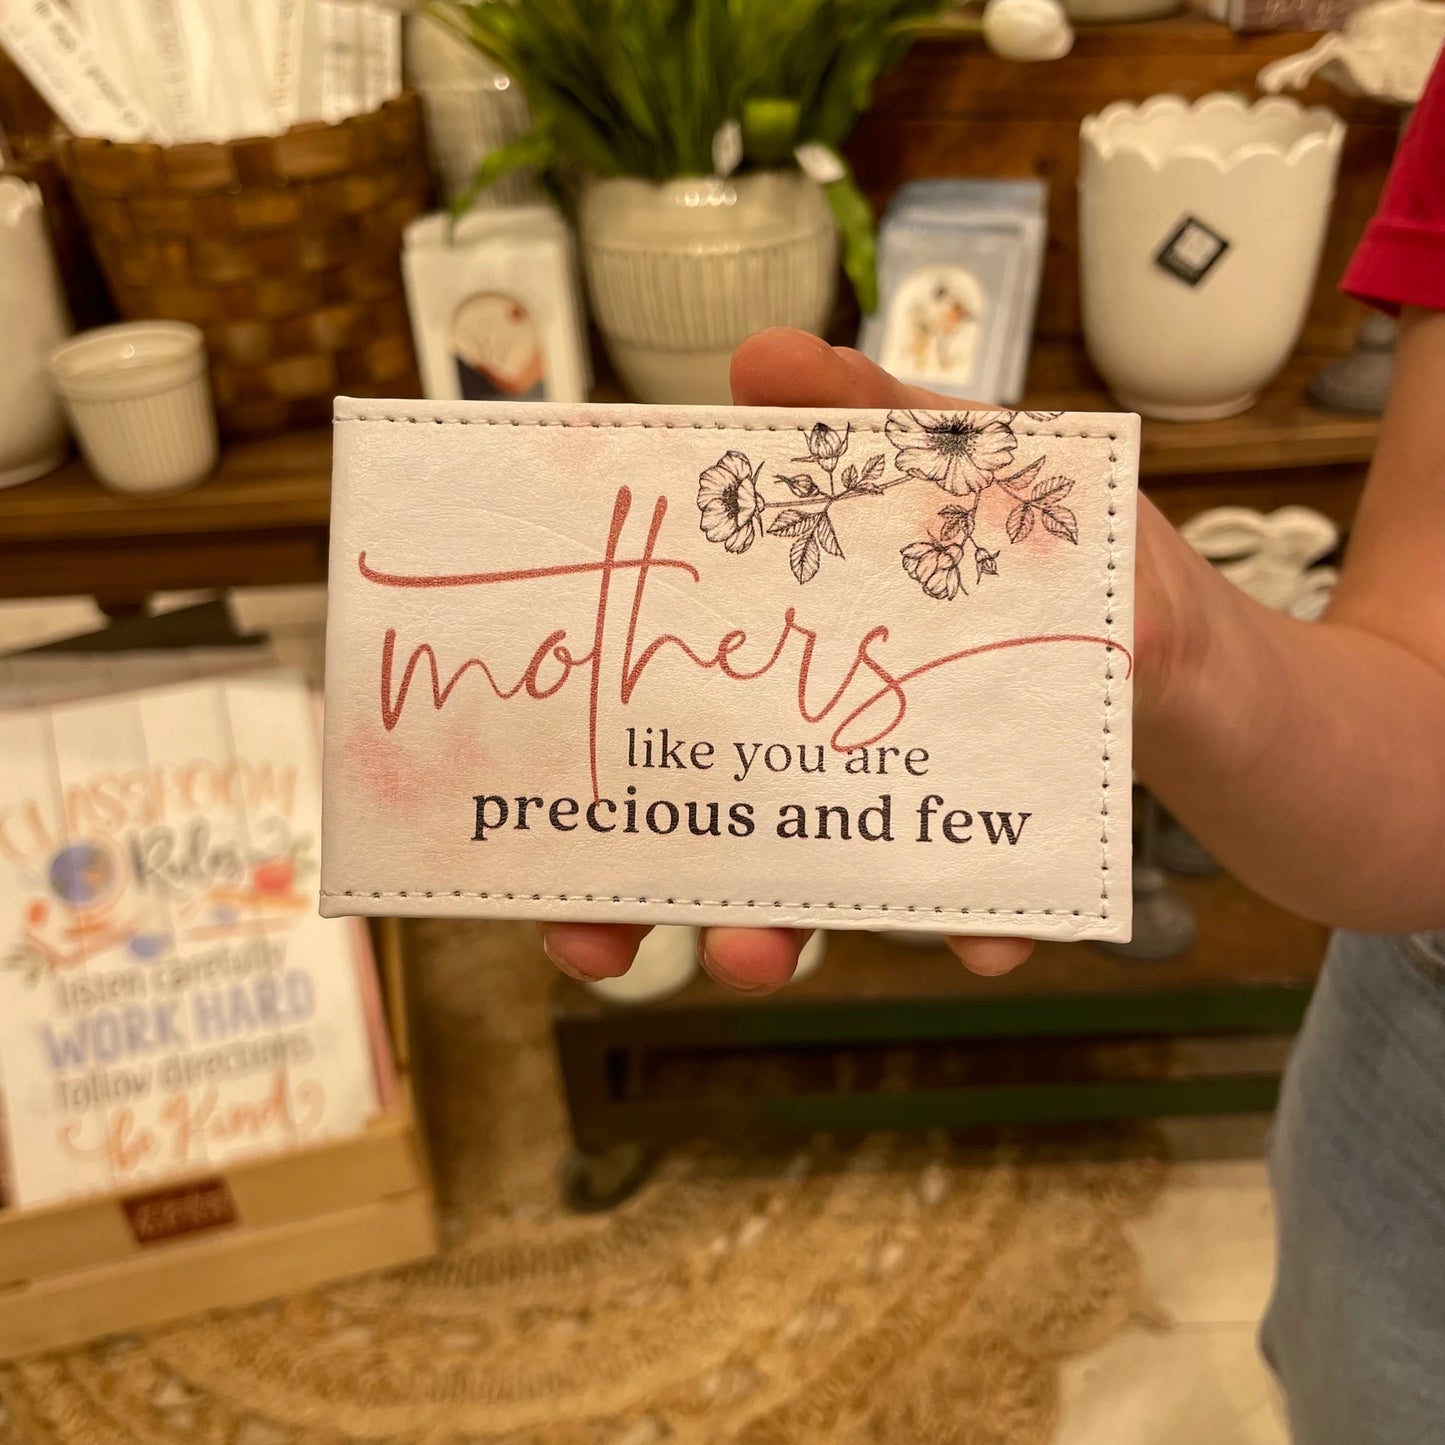 mothers
like you are
precious and few
CLASSROOM
Rules
listen carefully
WORK HARD
follow directions
be Kind